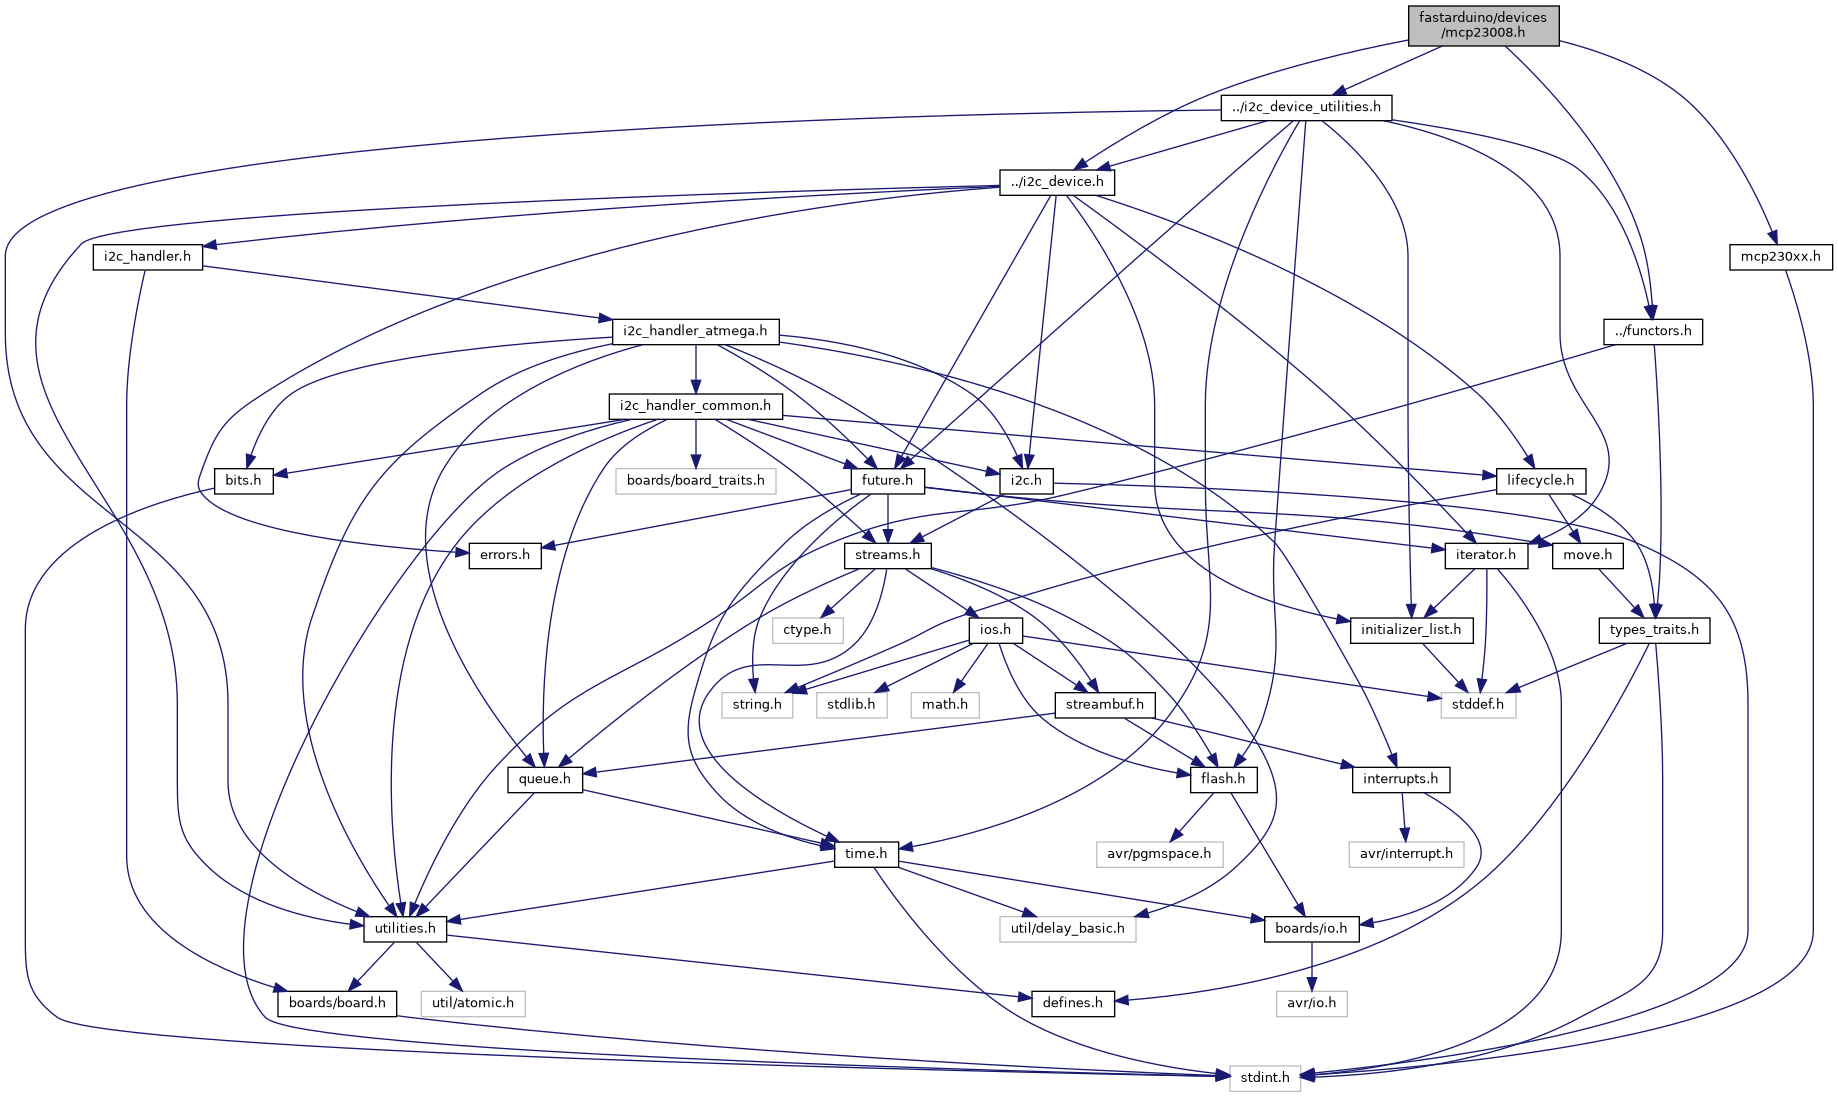 fastarduino/devices
/mcp23008.h
../i2c_device_utilities.h
../i2c_device.h
i2c_handler.h
mcp230xx.h
i2c_handler_atmega.h
../functors.h
i2c_handler_common.h
bits.h
boards/board_traits.h
future.h
i2c.h
lifecycle.h
errors.h
streams.h
iterator.h
move.h
ctype.h
ios.h
initializer_list.h
types_traits.h
string.h
stdlib.h
math.h
streambuf.h
stddef.h
queue.h
flash.h
interrupts.h
time.h
avr/pgmspace.h
avr/interrupt.h
utilities.h
util/delay_basic.h
boards/io.h
boards/board.h
util/atomic.h
defines.h
avr/io.h
stdint.h